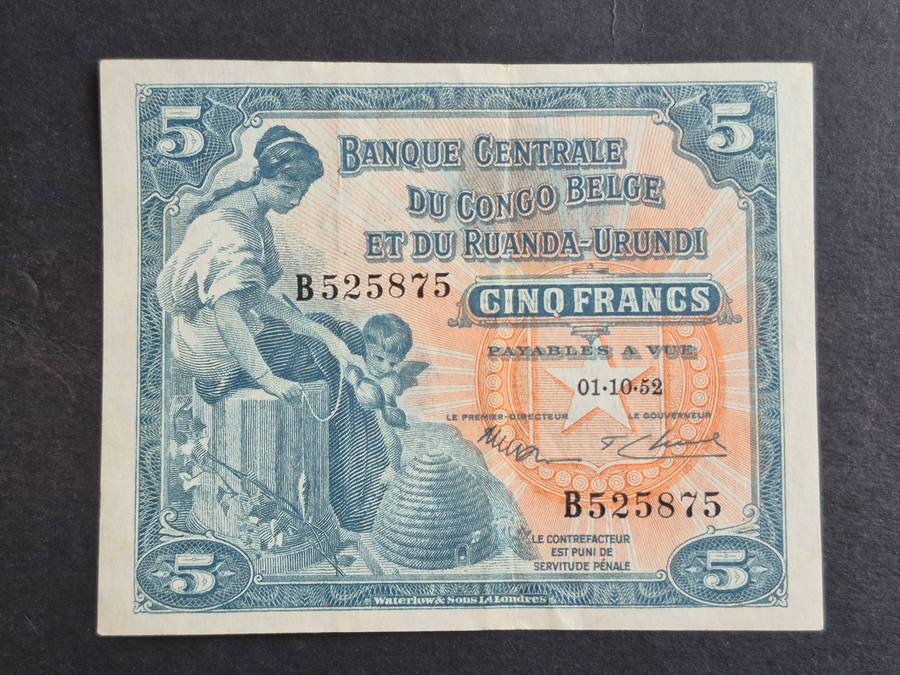 5 5
BANQUE CENTRALE
DU CONGO BELGE
ET DU RUANDA-URUNDI
B525875
CINQ FRANCS
PAYABLES A VUE
01·10·52
LE PREMIER-DIRECTEUR LE GOUVERNEUR
B525875
LE CONTREFACTEUR
EST PUNI DE
SERVITUDE PÉNALE
5 5
Waterlow & Sons Ld Londres